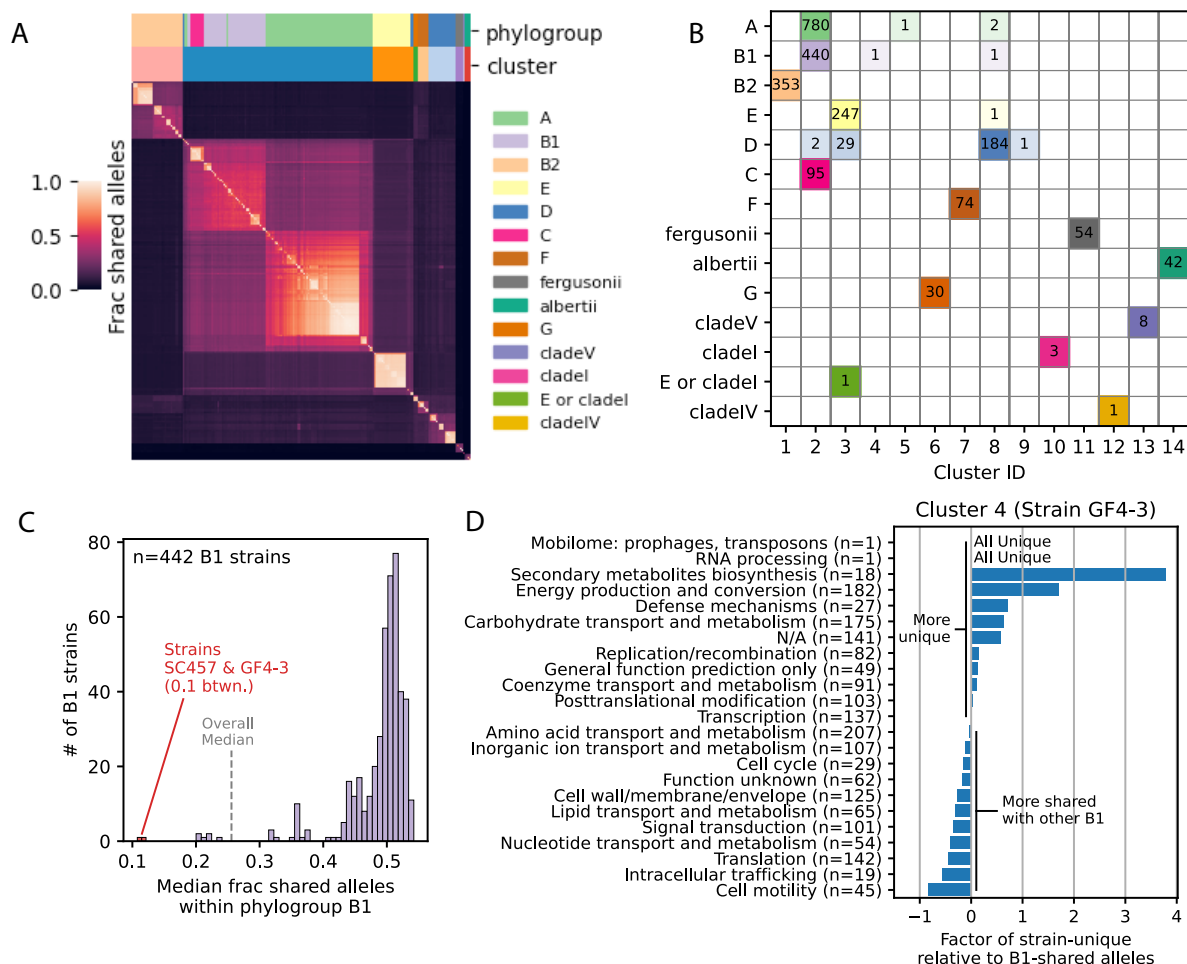 A
phylogroup
cluster
1.0
0.5
0.0
Frac shared alleles
A
B1
B2
E
D
C
F
fergusonii
albertii
G
cladeV
cladeI
E or cladeI
cladeIV
B
A
B1
B2
E
D
C
F
fergusonii
albertii
G
cladeV
cladeI
E or cladeI
cladeIV
780 1 2
440 1 1
353
247 1
2 29 184 1
95
74
54
42
30
8
3
1
1
1 2 3 4 5 6 7 8 9 10 11 12 13 14
Cluster ID
C
n=442 B1 strains
80
60
40
20
0
# of B1 strains
Strains
SC457 & GF4-3
(0.1 btwn.)
Overall
Median
0.1 0.2 0.3 0.4 0.5
Median frac shared alleles
within phylogroup B1
D
Cluster 4 (Strain GF4-3)
Mobilome: prophages, transposons (n=1)
RNA processing (n=1)
Secondary metabolites biosynthesis (n=18)
Energy production and conversion (n=182)
Defense mechanisms (n=27)
Carbohydrate transport and metabolism (n=175)
N/A (n=141)
Replication/recombination (n=82)
General function prediction only (n=49)
Coenzyme transport and metabolism (n=91)
Posttranslational modification (n=103)
Transcription (n=137)
Amino acid transport and metabolism (n=207)
Inorganic ion transport and metabolism (n=107)
Cell cycle (n=29)
Function unknown (n=62)
Cell wall/membrane/envelope (n=125)
Lipid transport and metabolism (n=65)
Signal transduction (n=101)
Nucleotide transport and metabolism (n=54)
Translation (n=142)
Intracellular trafficking (n=19)
Cell motility (n=45)
All Unique
All Unique
More
unique
More shared
with other B1
−1 0 1 2 3 4
Factor of strain-unique
relative to B1-shared alleles